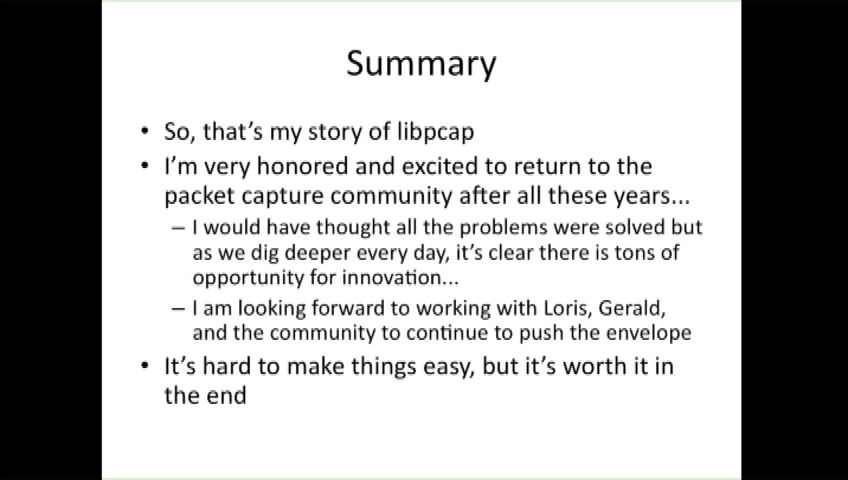 Summary
• So, that's my story of libpcap
• I'm very honored and excited to return to the
packet capture community after all these years...
– I would have thought all the problems were solved but
as we dig deeper every day, it's clear there is tons of
opportunity for innovation...
– I am looking forward to working with Loris, Gerald,
and the community to continue to push the envelope
• It's hard to make things easy, but it's worth it in
the end